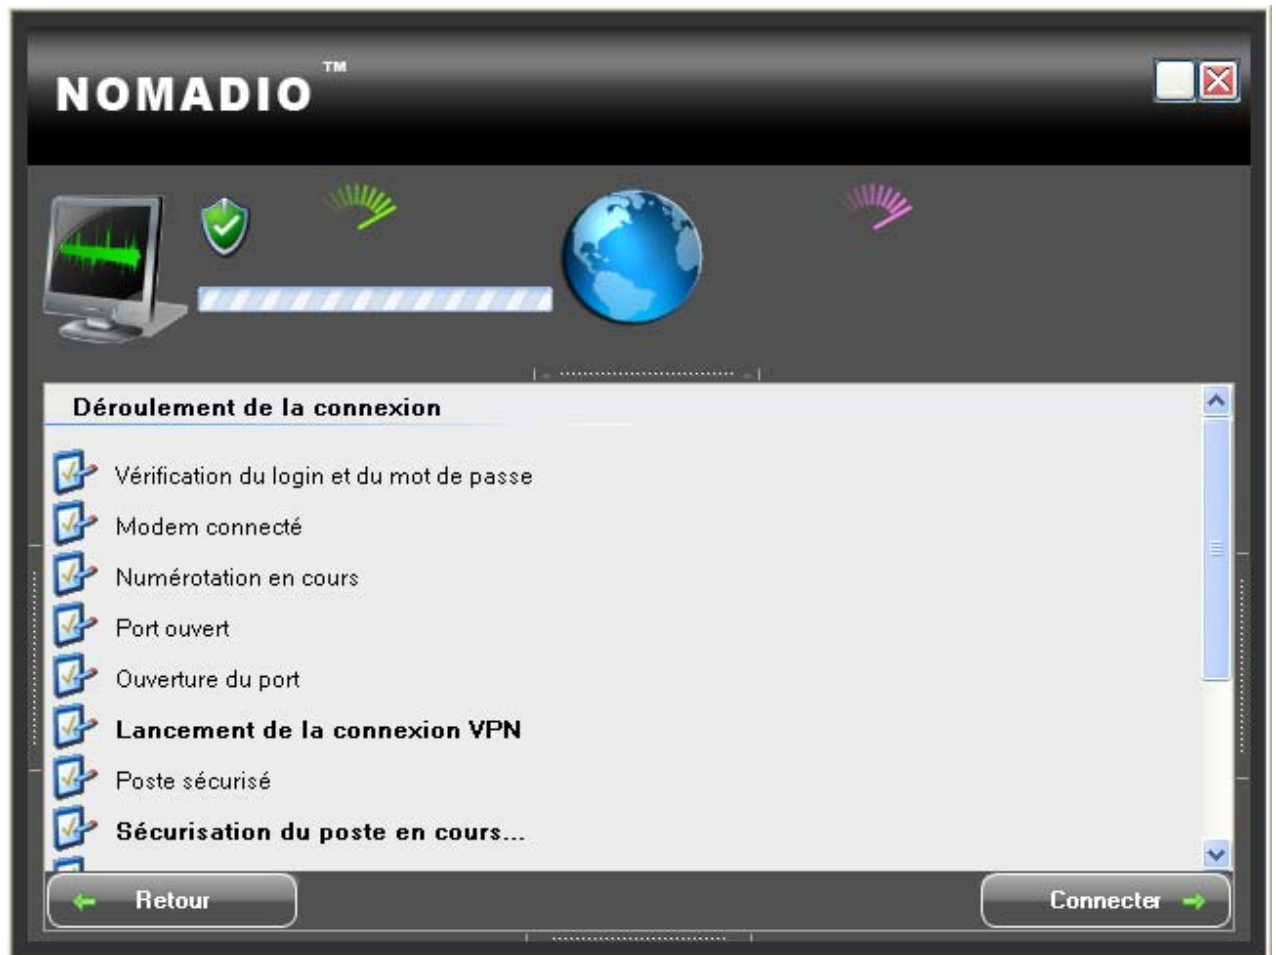 NOMADIO™
Déroulement de la connexion
Vérification du login et du mot de passe
Modem connecté
Numérotation en cours
Port ouvert
Ouverture du port
Lancement de la connexion VPN
Poste sécurisé
Sécurisation du poste en cours...
Retour
Connecter